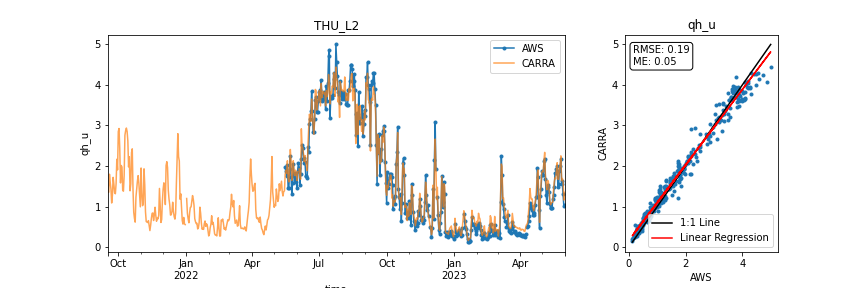 THU_L2
qh_u
5
4
3
2
1
0
Oct
Jan
2022
Apr
Jul
Oct
Jan
2023
Apr
time
AWS
CARRA
qh_u
CARRA
5
4
3
2
1
0
RMSE: 0.19
ME: 0.05
1:1 Line
Linear Regression
0
2
4
AWS